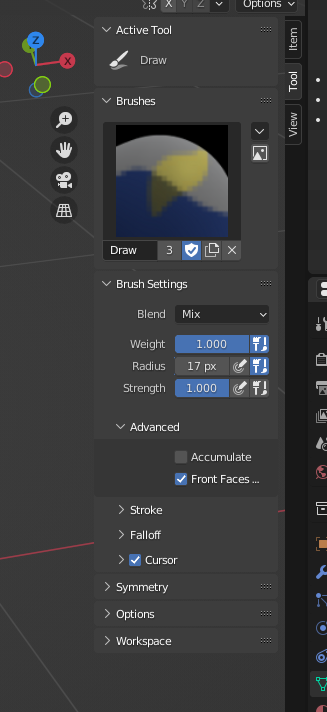 X Y Z
Options
Active Tool
Item
Z
X
Draw
Tool
Brushes
View
Draw 3
Brush Settings
Blend Mix
Weight 1.000
Radius 17 px
Strength 1.000
Advanced
Accumulate
Front Faces ...
Stroke
Falloff
Cursor
Symmetry
Options
Workspace